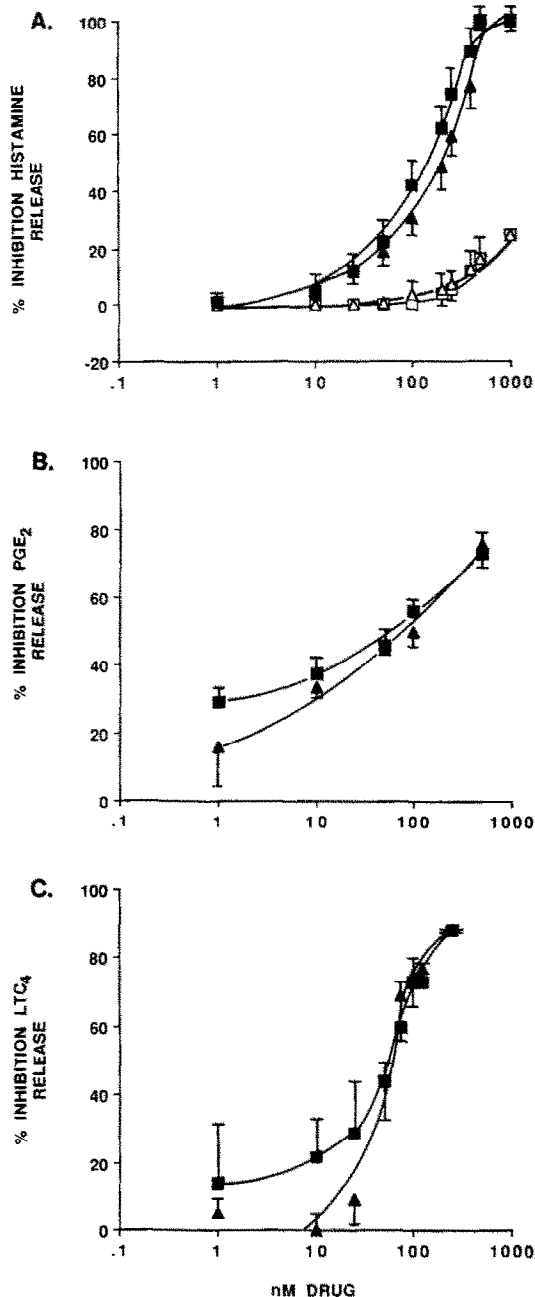 A.
% INHIBITION HISTAMINE
RELEASE
100
80
60
40
20
0
-20
.1 1 10 100 1000
B.
% INHIBITION PGE2
RELEASE
100
80
60
40
20
0
.1 1 10 100 1000
C.
% INHIBITION LTC4
RELEASE
100
80
60
40
20
0
.1 1 10 100 1000
nM DRUG